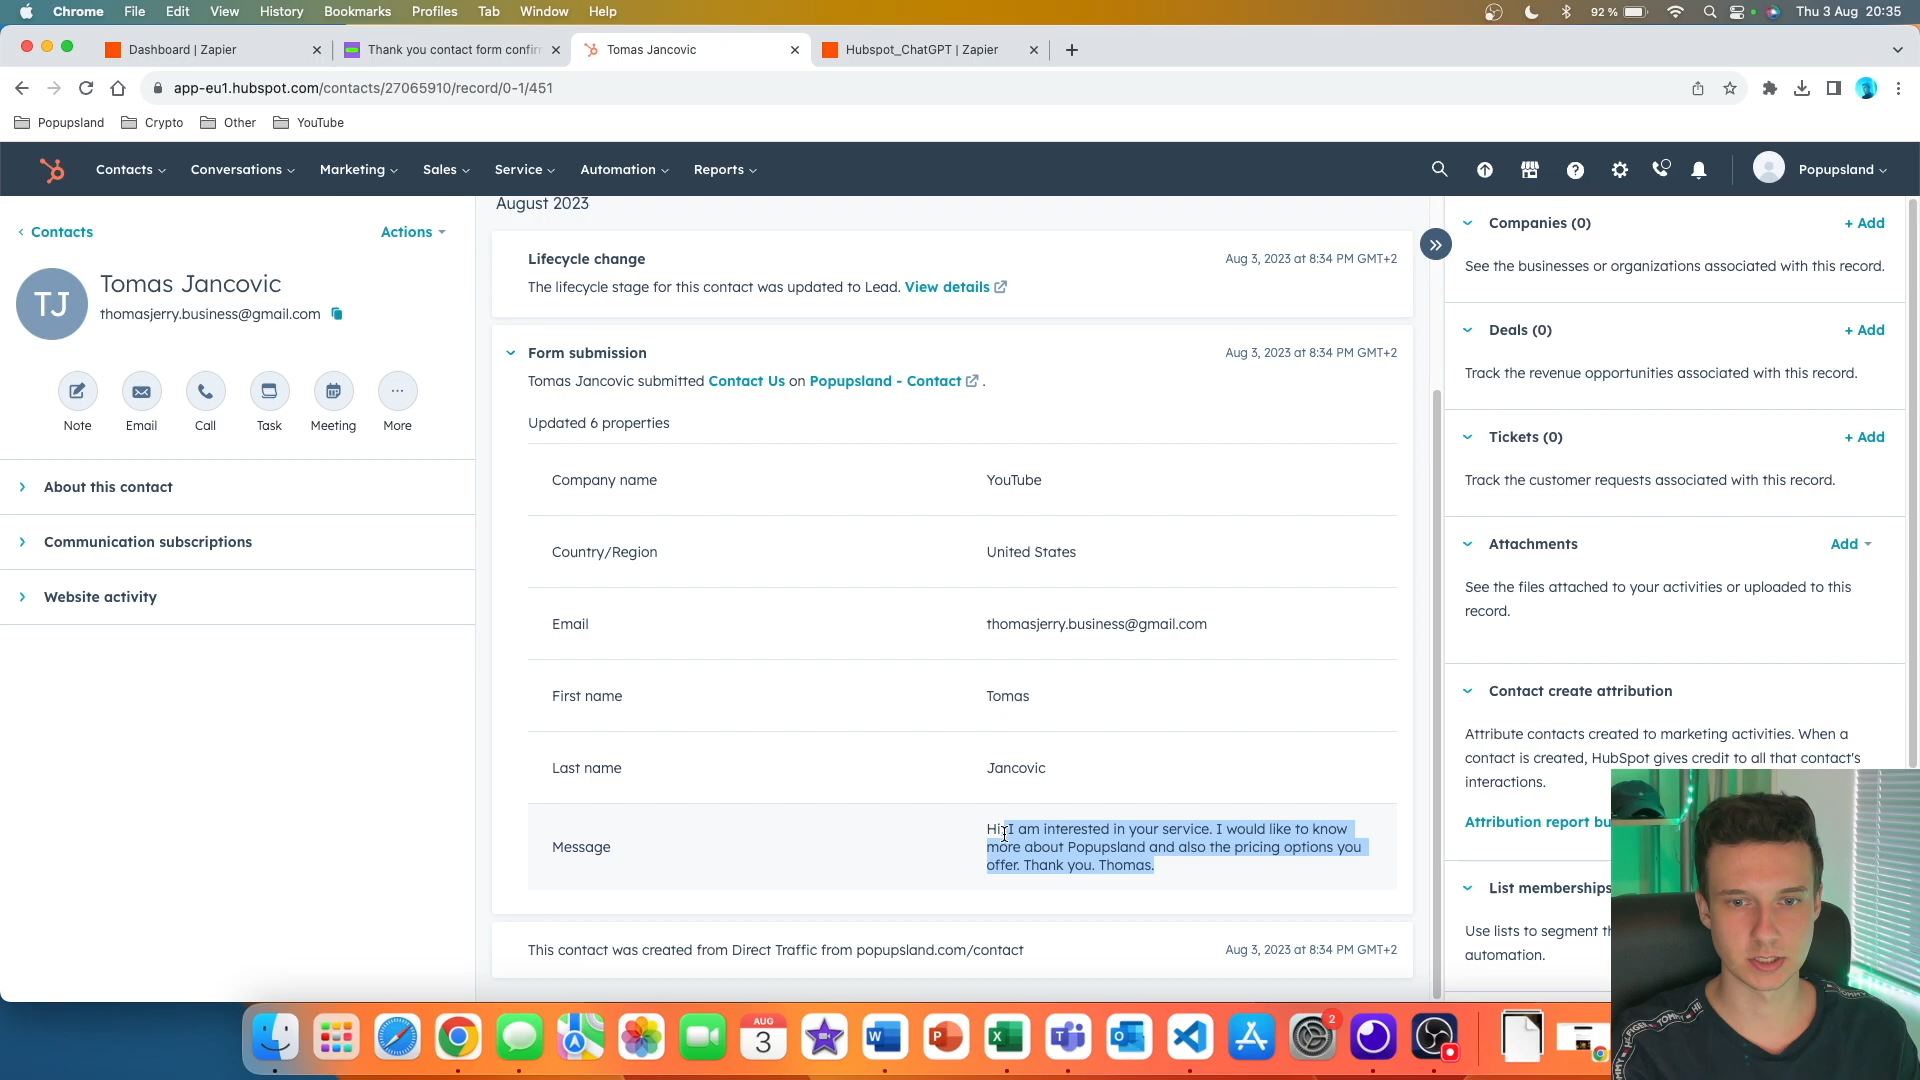 Chrome File Edit View History Bookmarks Profiles Tab Window Help 92 % Thu 3 Aug 20:35
Dashboard | Zapier Thank you contact form confir Tomas Jancovic Hubspot_ChatGPT | Zapier
app-eu1.hubspot.com/contacts/27065910/record/0-1/451
Popupsland Crypto Other YouTube
Contacts Conversations Marketing Sales Service Automation Reports Popupsland
Contacts
Actions
TJ
Tomas Jancovic
thomasjerry.business@gmail.com
Note Email Call Task Meeting More
About this contact
Communication subscriptions
Website activity
August 2023
Lifecycle change Aug 3, 2023 at 8:34 PM GMT+2
The lifecycle stage for this contact was updated to Lead. View details
Form submission Aug 3, 2023 at 8:34 PM GMT+2
Tomas Jancovic submitted Contact Us on Popupsland - Contact .
Updated 6 properties
Company name YouTube
Country/Region United States
Email thomasjerry.business@gmail.com
First name Tomas
Last name Jancovic
Message
Hi, I am interested in your service. I would like to know
more about Popupsland and also the pricing options you
offer. Thank you. Thomas.
This contact was created from Direct Traffic from popupsland.com/contact Aug 3, 2023 at 8:34 PM GMT+2
Companies (0) + Add
See the businesses or organizations associated with this record.
Deals (0) + Add
Track the revenue opportunities associated with this record.
Tickets (0) + Add
Track the customer requests associated with this record.
Attachments Add
See the files attached to your activities or uploaded to this
record.
Contact create attribution
Attribute contacts created to marketing activities. When a
contact is created, HubSpot gives credit to all that contact's
interactions.
Attribution report bu
List memberships
Use lists to segment th
automation.
AUG
3
2